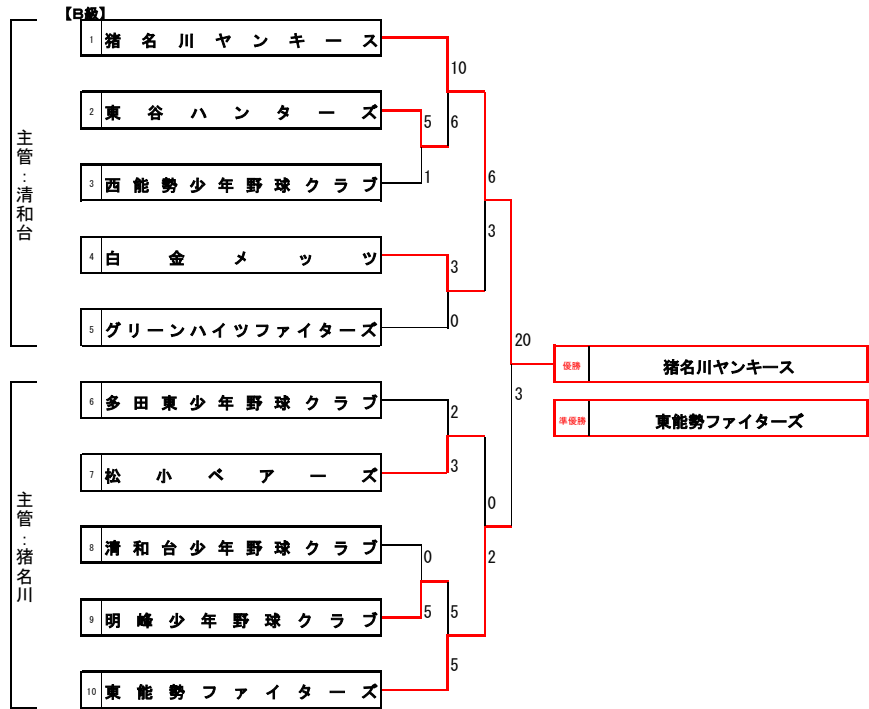 【B級】
主管：清和台
1 猪名川ヤンキース
10
2 東谷ハンターズ
5
6
3 西能勢少年野球クラブ
1
6
3
4 白金メッツ
3
5 グリーンハイツファイターズ
0
20
優勝 猪名川ヤンキース
3
準優勝 東能勢ファイターズ
主管：猪名川
6 多田東少年野球クラブ
2
7 松小ベアーズ
3
0
8 清和台少年野球クラブ
0
2
9 明峰少年野球クラブ
5
5
10 東能勢ファイターズ
5